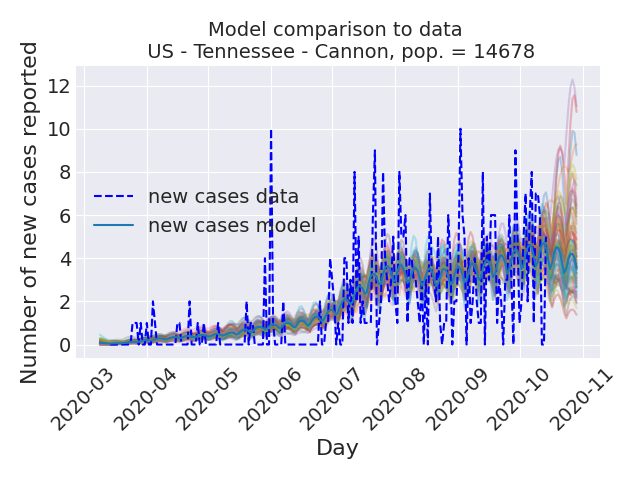 Model comparison to data
US - Tennessee - Cannon, pop. = 14678
Number of new cases reported
12
10
8
6
4
2
0
new cases data
new cases model
2020-03
2020-04
2020-05
2020-06
2020-07
2020-08
2020-09
2020-10
2020-11
Day